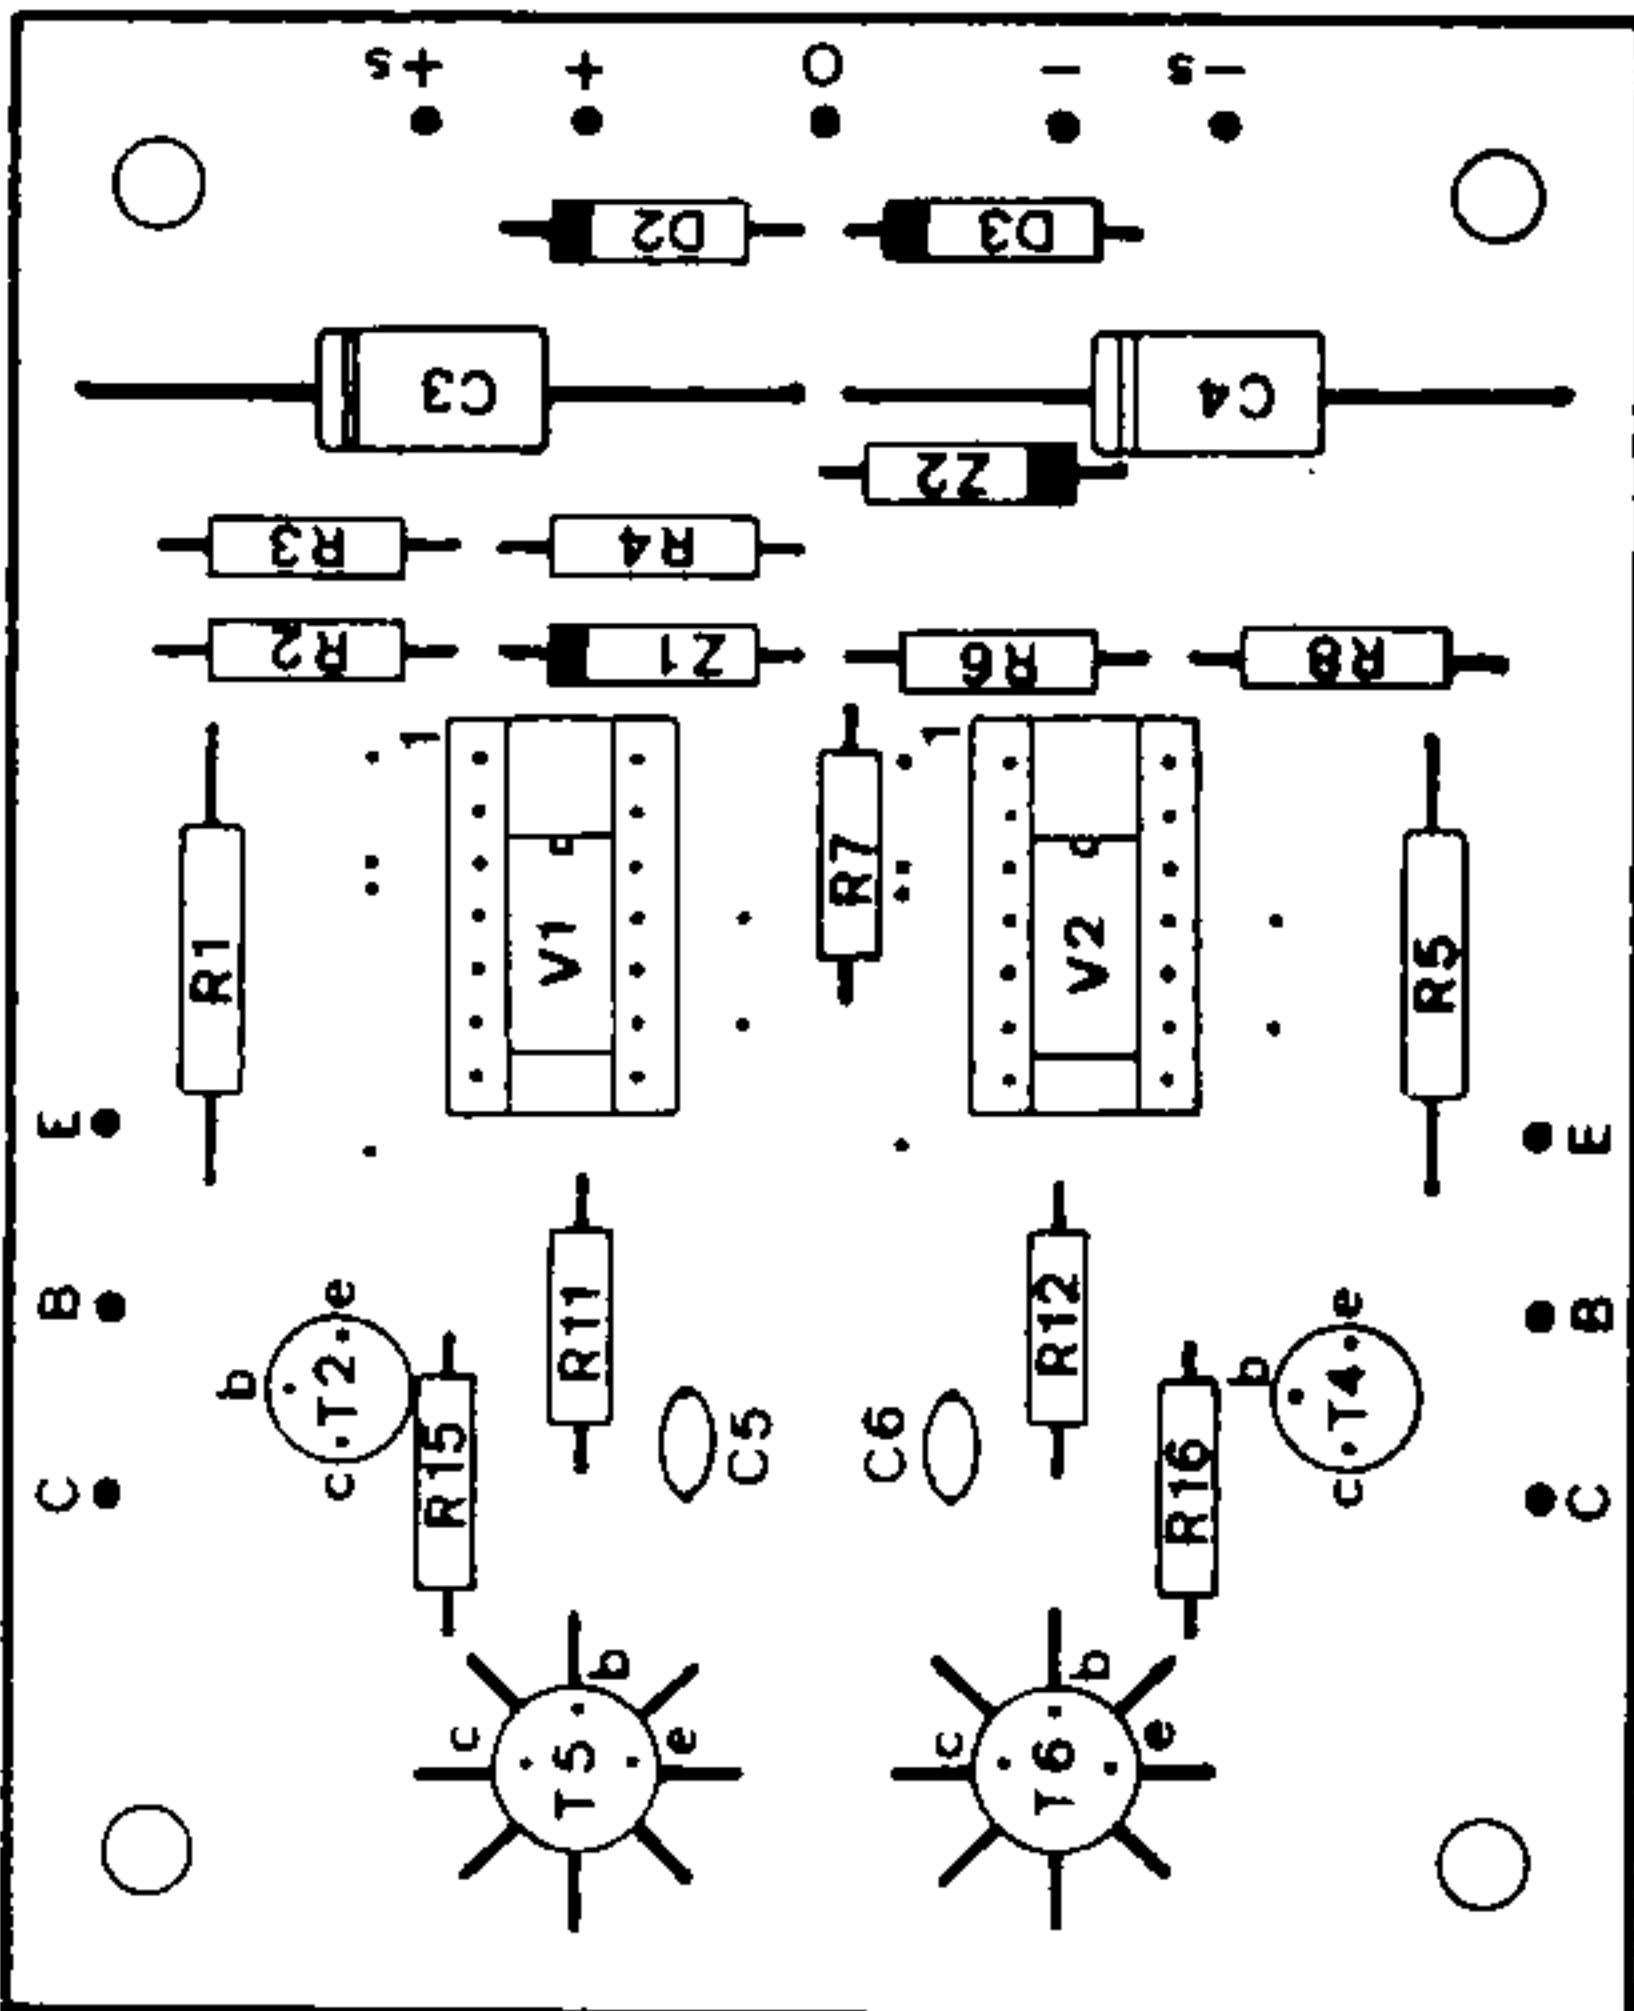 +s + O - -s
D2 D3
C3 C4
Z2
R3 R4
R2 Z1 R6 R8
1 1
R1 V1 R7 V2 R5
E E
B e R11 R12 e B
b T2 b T4
C c R15 C5 C6 R16 c C
b b
c e c e
T5 T6